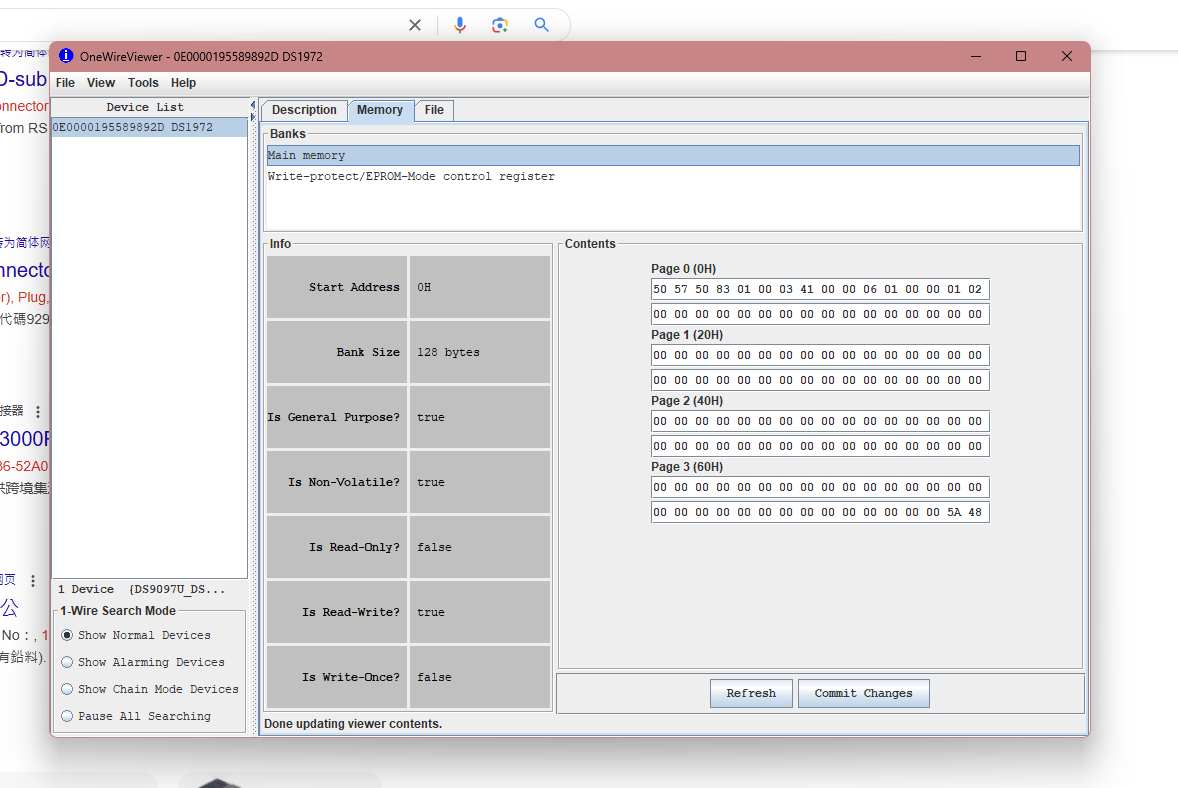 OneWireViewer - 0E0000195589892D DS1972
File View Tools Help
Device List
0E0000195589892D DS1972
1 Device {DS9097U_DS...
1-Wire Search Mode
Show Normal Devices
Show Alarming Devices
Show Chain Mode Devices
Pause All Searching
Description Memory File
Banks
Main memory
Write-protect/EPROM-Mode control register
Info
Start Address 0H
Bank Size 128 bytes
Is General Purpose? true
Is Non-Volatile? true
Is Read-Only? false
Is Read-Write? true
Is Write-Once? false
Contents
Page 0 (0H)
50 57 50 83 01 00 03 41 00 00 06 01 00 00 01 02
00 00 00 00 00 00 00 00 00 00 00 00 00 00 00 00
Page 1 (20H)
00 00 00 00 00 00 00 00 00 00 00 00 00 00 00 00
00 00 00 00 00 00 00 00 00 00 00 00 00 00 00 00
Page 2 (40H)
00 00 00 00 00 00 00 00 00 00 00 00 00 00 00 00
00 00 00 00 00 00 00 00 00 00 00 00 00 00 00 00
Page 3 (60H)
00 00 00 00 00 00 00 00 00 00 00 00 00 00 00 00
00 00 00 00 00 00 00 00 00 00 00 00 00 00 5A 48
Refresh Commit Changes
Done updating viewer contents.
D-sub
onnector
from RS
转为简体网
r), Plug,
代碼929
接器
3000F
36-52A0
跨境集
网页
公
No：, 1
有鉛料).